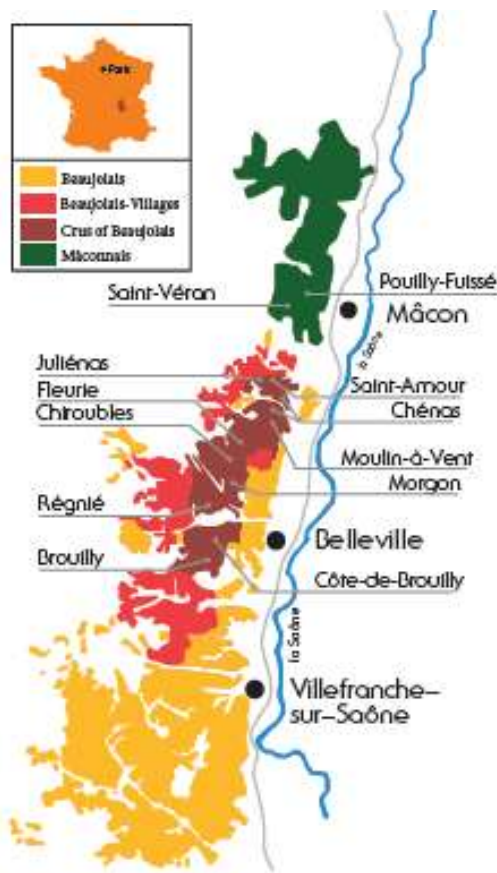 Paris
Beaujolais
Beaujolais-Villages
Crus of Beaujolais
Mâconnais
Saint-Véran
Pouilly-Fuissé
Mâcon
la Saône
Juliénas
Fleurie
Chiroubles
Saint-Amour
Chénas
Moulin-à-Vent
Morgon
Régnié
Belleville
Brouilly
Côte-de-Brouilly
la Saône
Villefranche-
sur-Saône